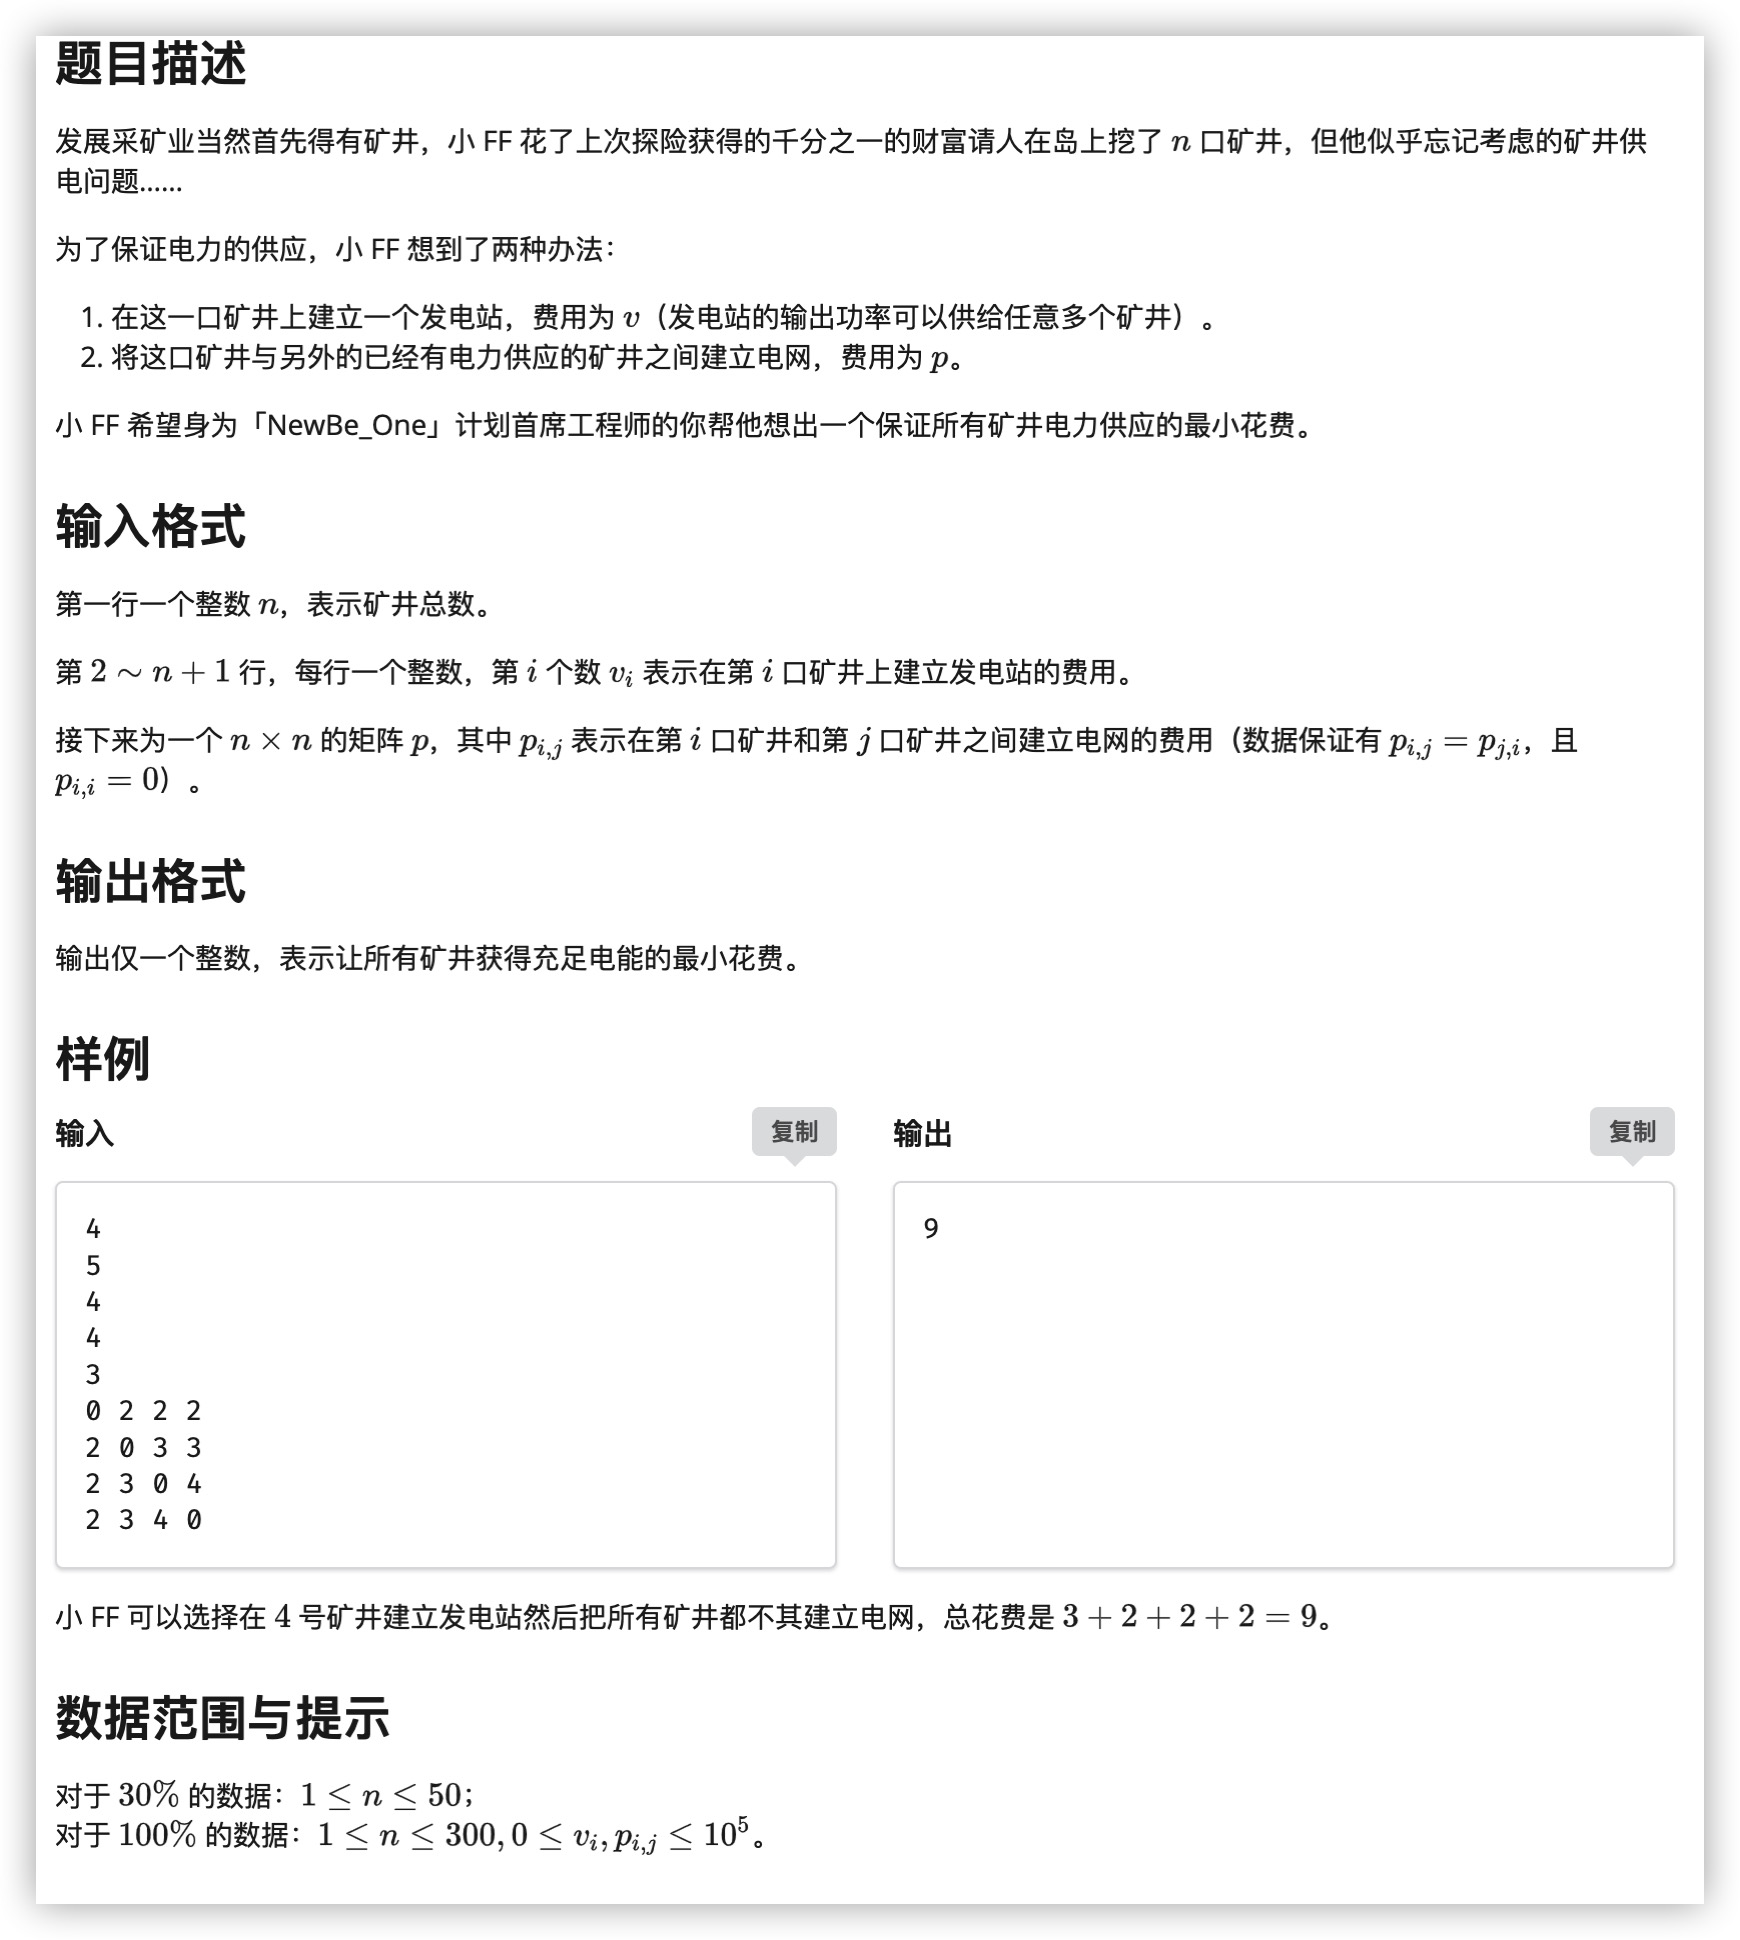 题目描述
发展采矿业当然首先得有矿井，小 FF 花了上次探险获得的千分之一的财富请人在岛上挖了 n 口矿井，但他似乎忘记考虑的矿井供
电问题……
为了保证电力的供应，小 FF 想到了两种办法：
1. 在这一口矿井上建立一个发电站，费用为 v（发电站的输出功率可以供给任意多个矿井）。
2. 将这口矿井与另外的已经有电力供应的矿井之间建立电网，费用为 p。
小 FF 希望身为「NewBe_One」计划首席工程师的你帮他想出一个保证所有矿井电力供应的最小花费。
输入格式
第一行一个整数 n，表示矿井总数。
第 2 ∼ n + 1 行，每行一个整数，第 i 个数 v_i 表示在第 i 口矿井上建立发电站的费用。
接下来为一个 n × n 的矩阵 p，其中 p_{i,j} 表示在第 i 口矿井和第 j 口矿井之间建立电网的费用（数据保证有 p_{i,j} = p_{j,i}，且
p_{i,i} = 0）。
输出格式
输出仅一个整数，表示让所有矿井获得充足电能的最小花费。
样例
输入 复制 输出 复制
4
5
4
4
3
0 2 2 2
2 0 3 3
2 3 0 4
2 3 4 0
9
小 FF 可以选择在 4 号矿井建立发电站然后把所有矿井都不其建立电网，总花费是 3 + 2 + 2 + 2 = 9。
数据范围与提示
对于 30% 的数据：1 ≤ n ≤ 50；
对于 100% 的数据：1 ≤ n ≤ 300, 0 ≤ v_i, p_{i,j} ≤ 10^5。